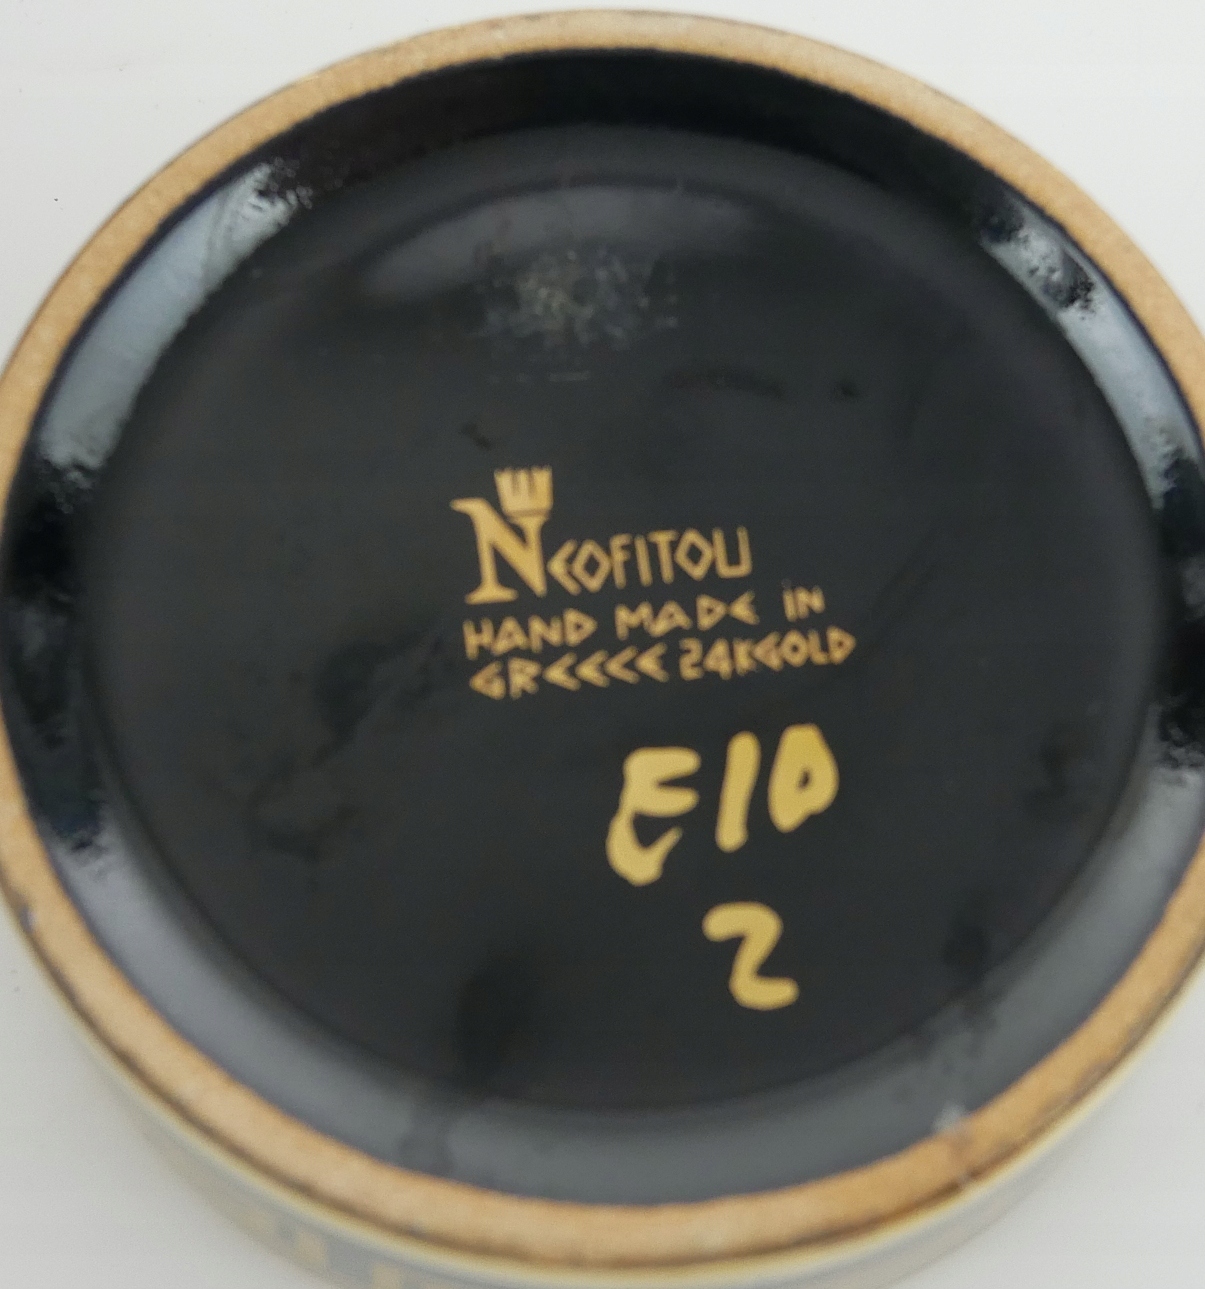 NEOFITOU
HAND MADE IN
GREECE 24KGOLD
E10
2